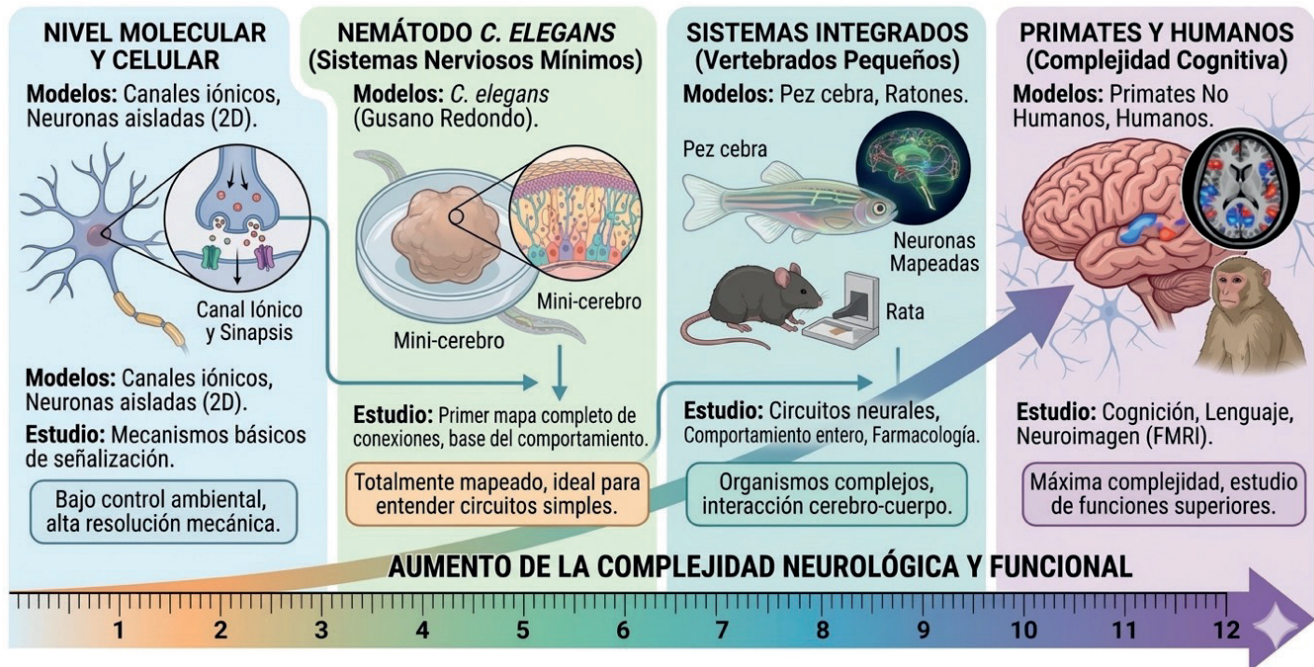 NIVEL MOLECULAR
Y CELULAR
Modelos: Canales iónicos,
Neuronas aisladas (2D).
Canal Iónico
y Sinapsis
Modelos: Canales iónicos,
Neuronas aisladas (2D).
Estudio: Mecanismos básicos
de señalización.
Bajo control ambiental,
alta resolución mecánica.
NEMÁTODO C. ELEGANS
(Sistemas Nerviosos Mínimos)
Modelos: C. elegans
(Gusano Redondo).
Mini-cerebro
Mini-cerebro
Estudio: Primer mapa completo de
conexiones, base del comportamiento.
Totalmente mapeado, ideal para
entender circuitos simples.
SISTEMAS INTEGRADOS
(Vertebrados Pequeños)
Modelos: Pez cebra, Ratones.
Pez cebra
Neuronas
Mapeadas
Rata
Estudio: Circuitos neurales,
Comportamiento entero, Farmacología.
Organismos complejos,
interacción cerebro-cuerpo.
PRIMATES Y HUMANOS
(Complejidad Cognitiva)
Modelos: Primates No
Humanos, Humanos.
Estudio: Cognición, Lenguaje,
Neuroimagen (FMRI).
Máxima complejidad, estudio
de funciones superiores.
AUMENTO DE LA COMPLEJIDAD NEUROLÓGICA Y FUNCIONAL
1 2 3 4 5 6 7 8 9 10 11 12